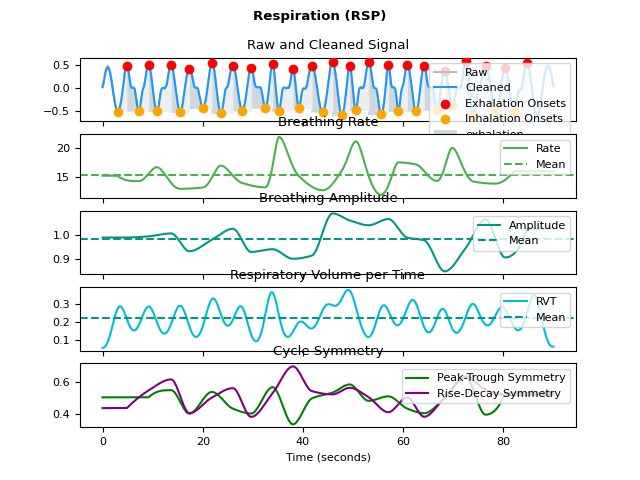 Respiration (RSP)
Raw and Cleaned Signal
0.5
0.0
−0.5
Raw
Cleaned
Exhalation Onsets
Inhalation Onsets
exhalation
Breathing Rate
20
15
Rate
Mean
Breathing Amplitude
1.0
0.9
Amplitude
Mean
Respiratory Volume per Time
0.3
0.2
0.1
RVT
Mean
Cycle Symmetry
0.6
0.4
Peak-Trough Symmetry
Rise-Decay Symmetry
0 20 40 60 80
Time (seconds)